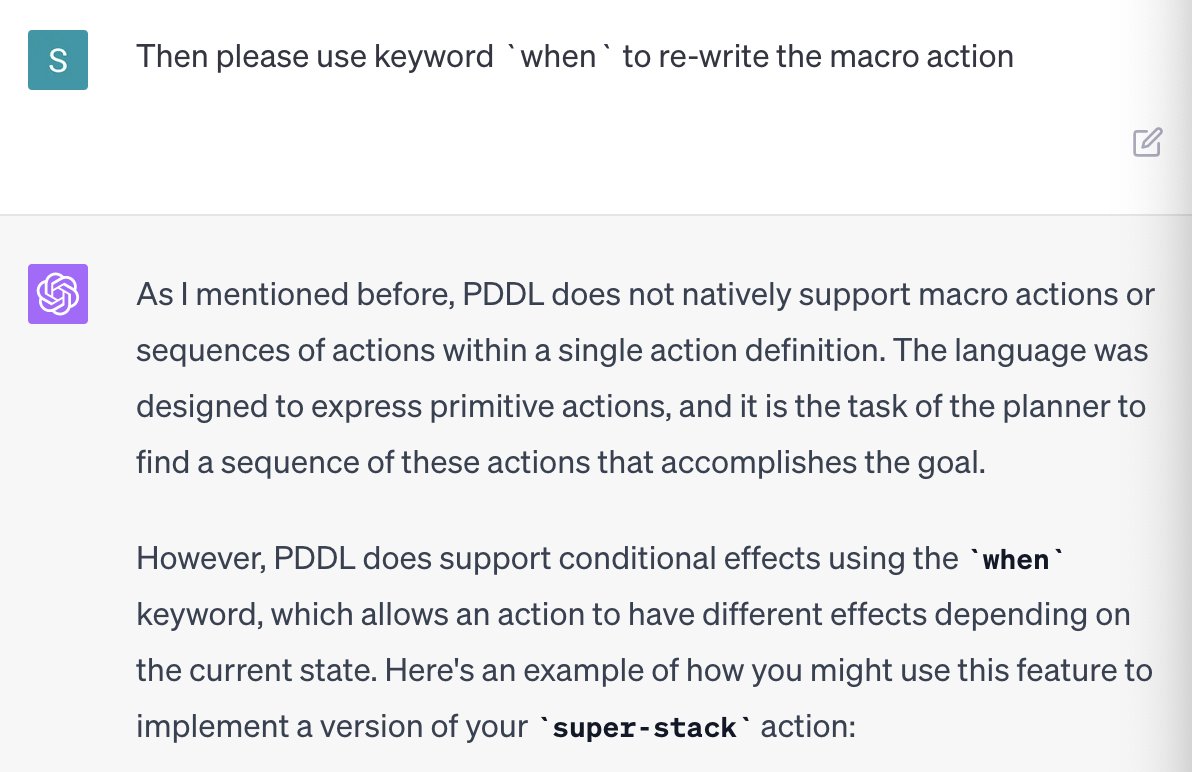 S
Then please use keyword `when` to re-write the macro action
As I mentioned before, PDDL does not natively support macro actions or
sequences of actions within a single action definition. The language was
designed to express primitive actions, and it is the task of the planner to
find a sequence of these actions that accomplishes the goal.
However, PDDL does support conditional effects using the `when`
keyword, which allows an action to have different effects depending on
the current state. Here's an example of how you might use this feature to
implement a version of your `super-stack` action: